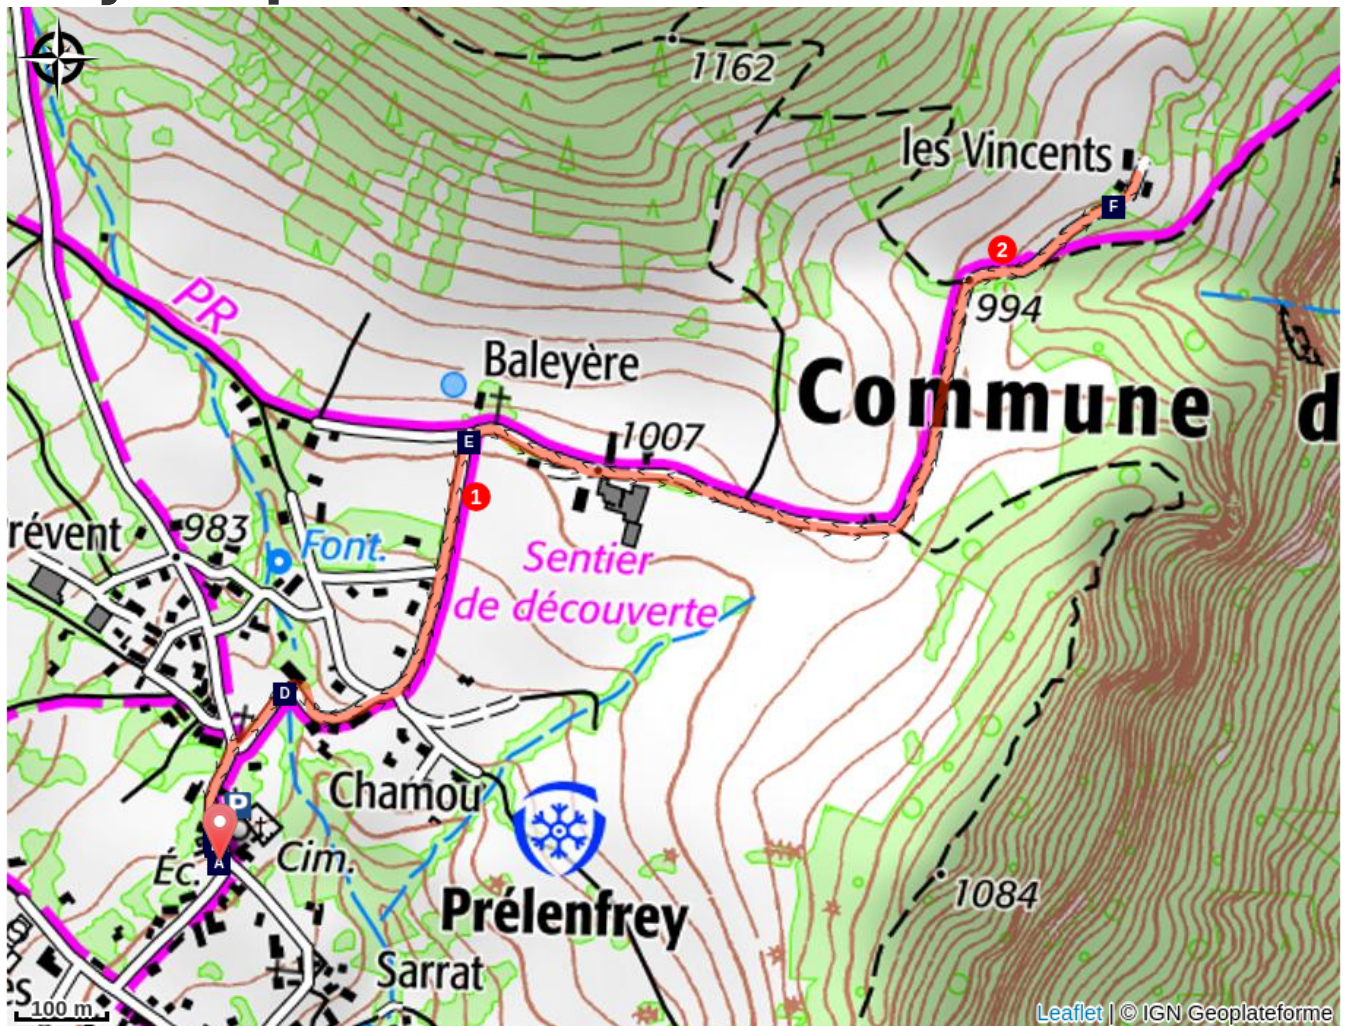 1162
les Vincents
F
2
PR
994
Baleyère
Commune d
E
1007
1
révent
983
Font.
Sentier
de découverte
D
Chamou
P
A
Éc.
Cim.
Prélenfrey
1084
Sarrat
es
100 m
Leaflet | © IGN Geoplateforme